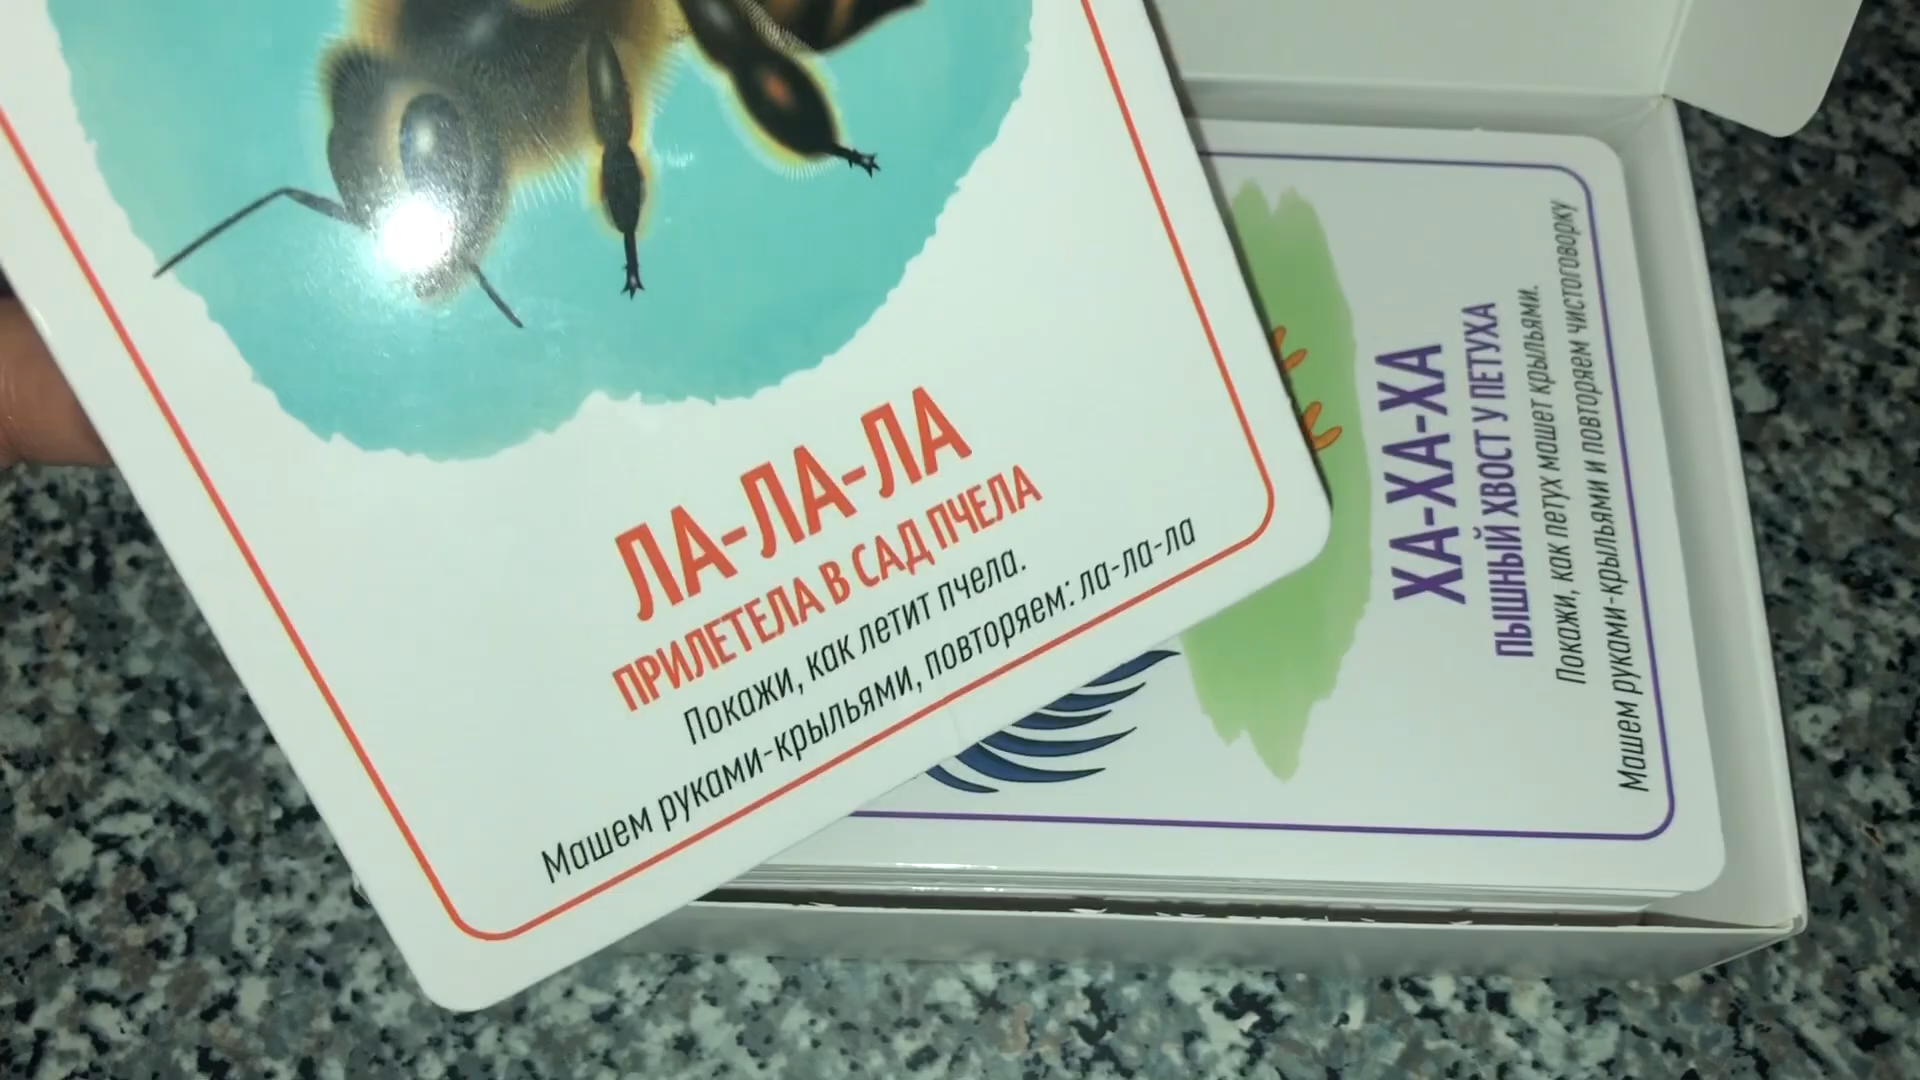 ЛА-ЛА-ЛА
ПРИЛЕТЕЛА В САД ПЧЕЛА
Покажи, как летит пчела.
Машем руками-крыльями, повторяем: ла-ла-ла
ХА-ХА-ХА
ПЫШНЫЙ ХВОСТ У ПЕТУХА
Покажи, как петух машет крыльями.
Машем руками-крыльями и повторяем чистоговорку